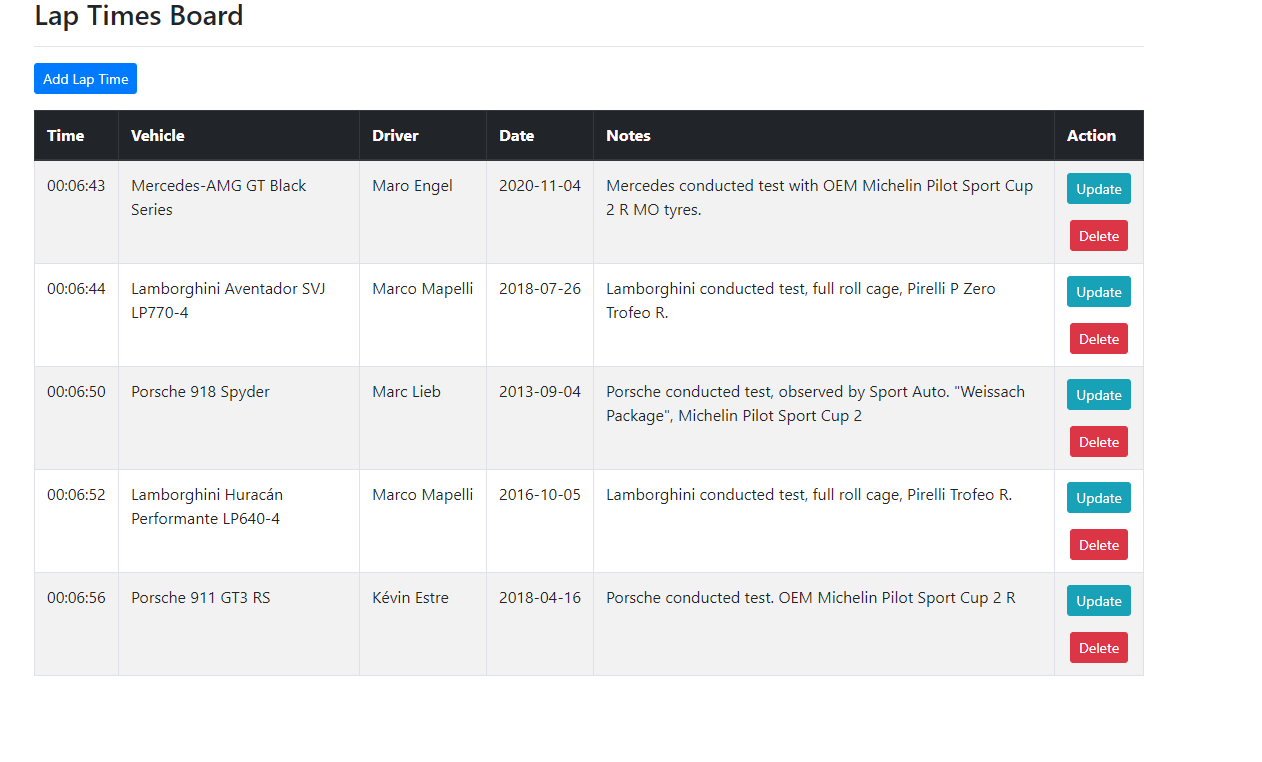 Lap Times Board
Add Lap Time
Time Vehicle Driver Date Notes Action
00:06:43 Mercedes-AMG GT Black Maro Engel 2020-11-04 Mercedes conducted test with OEM Michelin Pilot Sport Cup Update
Series 2 R MO tyres.
Delete
00:06:44 Lamborghini Aventador SVJ Marco Mapelli 2018-07-26 Lamborghini conducted test, full roll cage, Pirelli P Zero Update
LP770-4 Trofeo R.
Delete
00:06:50 Porsche 918 Spyder Marc Lieb 2013-09-04 Porsche conducted test, observed by Sport Auto. "Weissach Update
Package", Michelin Pilot Sport Cup 2
Delete
00:06:52 Lamborghini Huracán Marco Mapelli 2016-10-05 Lamborghini conducted test, full roll cage, Pirelli Trofeo R. Update
Performante LP640-4
Delete
00:06:56 Porsche 911 GT3 RS Kévin Estre 2018-04-16 Porsche conducted test. OEM Michelin Pilot Sport Cup 2 R Update
Delete